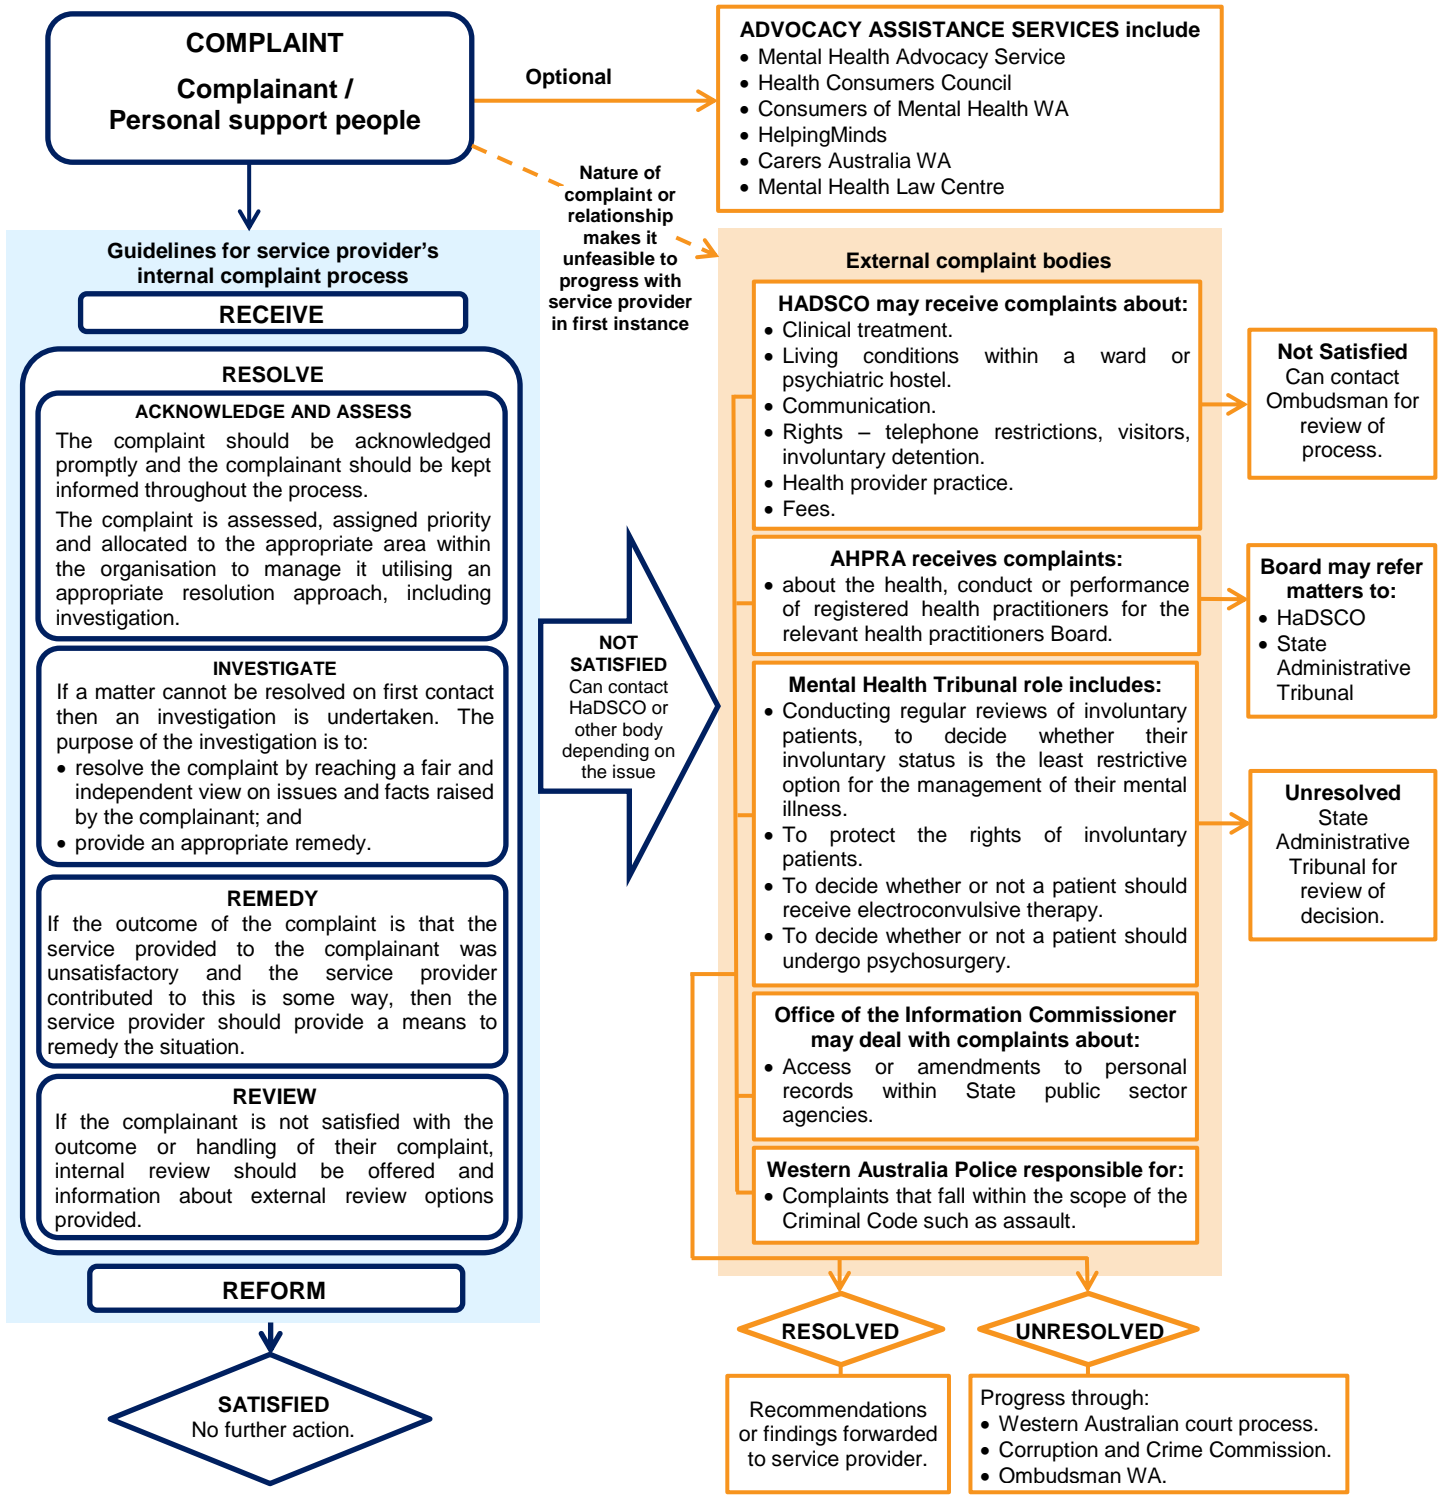 COMPLAINT
Complainant /
Personal support people
Optional
ADVOCACY ASSISTANCE SERVICES include
• Mental Health Advocacy Service
• Health Consumers Council
• Consumers of Mental Health WA
• HelpingMinds
• Carers Australia WA
• Mental Health Law Centre
Nature of
complaint or
relationship
makes it
unfeasible to
progress with
service provider
in first instance
Guidelines for service provider's
internal complaint process
RECEIVE
RESOLVE
ACKNOWLEDGE AND ASSESS
The complaint should be acknowledged
promptly and the complainant should be kept
informed throughout the process.
The complaint is assessed, assigned priority
and allocated to the appropriate area within
the organisation to manage it utilising an
appropriate resolution approach, including
investigation.
INVESTIGATE
If a matter cannot be resolved on first contact
then an investigation is undertaken. The
purpose of the investigation is to:
• resolve the complaint by reaching a fair and
independent view on issues and facts raised
by the complainant; and
• provide an appropriate remedy.
REMEDY
If the outcome of the complaint is that the
service provided to the complainant was
unsatisfactory and the service provider
contributed to this is some way, then the
service provider should provide a means to
remedy the situation.
REVIEW
If the complainant is not satisfied with the
outcome or handling of their complaint,
internal review should be offered and
information about external review options
provided.
REFORM
SATISFIED
No further action.
NOT
SATISFIED
Can contact
HaDSCO or
other body
depending on
the issue
External complaint bodies
HADSCO may receive complaints about:
• Clinical treatment.
• Living conditions within a ward or
psychiatric hostel.
• Communication.
• Rights – telephone restrictions, visitors,
involuntary detention.
• Health provider practice.
• Fees.
Not Satisfied
Can contact
Ombudsman for
review of
process.
AHPRA receives complaints:
• about the health, conduct or performance
of registered health practitioners for the
relevant health practitioners Board.
Board may refer
matters to:
• HaDSCO
• State
Administrative
Tribunal
Mental Health Tribunal role includes:
• Conducting regular reviews of involuntary
patients, to decide whether their
involuntary status is the least restrictive
option for the management of their mental
illness.
• To protect the rights of involuntary
patients.
• To decide whether or not a patient should
receive electroconvulsive therapy.
• To decide whether or not a patient should
undergo psychosurgery.
Unresolved
State
Administrative
Tribunal for
review of
decision.
Office of the Information Commissioner
may deal with complaints about:
• Access or amendments to personal
records within State public sector
agencies.
Western Australia Police responsible for:
• Complaints that fall within the scope of the
Criminal Code such as assault.
RESOLVED
Recommendations
or findings forwarded
to service provider.
UNRESOLVED
Progress through:
• Western Australian court process.
• Corruption and Crime Commission.
• Ombudsman WA.